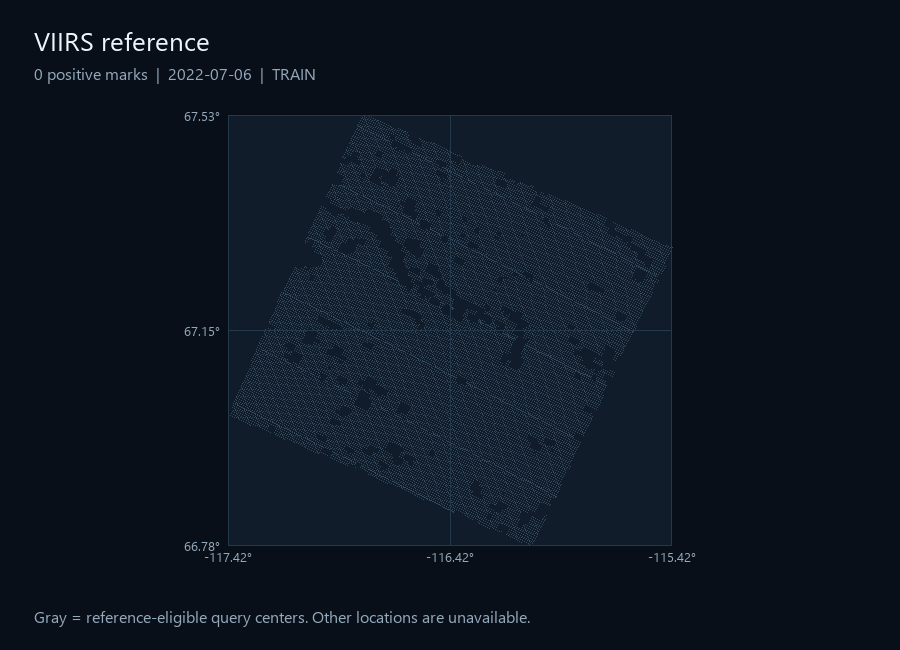 VIIRS reference
0 positive marks | 2022-07-06 | TRAIN
67.53°
67.15°
66.78°
-117.42°
-116.42°
-115.42°
Gray = reference-eligible query centers. Other locations are unavailable.